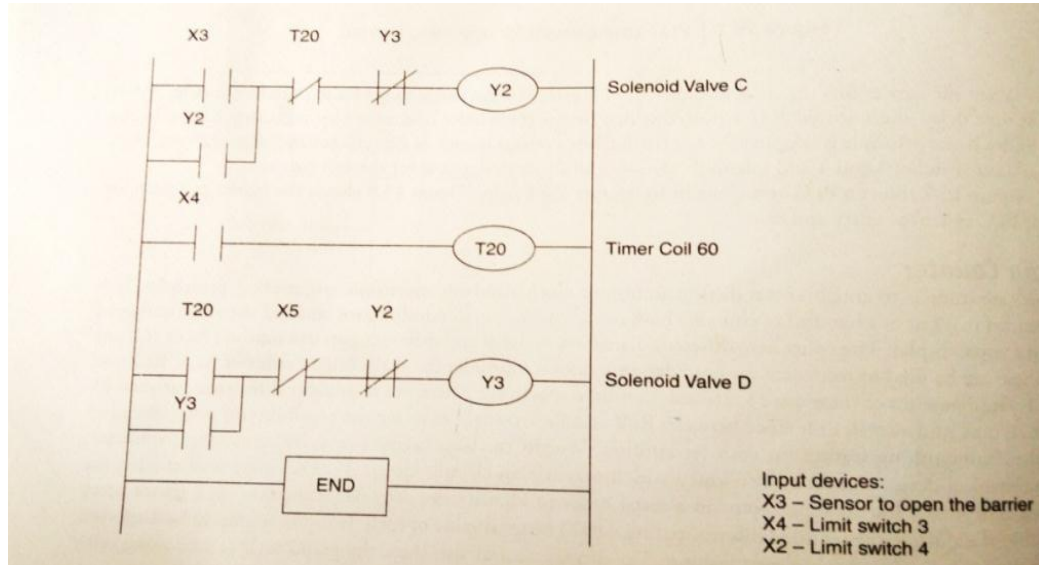 X3 T20 Y3
Y2 Solenoid Valve C
Y2
X4
T20 Timer Coil 60
T20 X5 Y2
Y3 Solenoid Valve D
Y3
END
Input devices:
X3 – Sensor to open the barrier
X4 – Limit switch 3
X2 – Limit switch 4